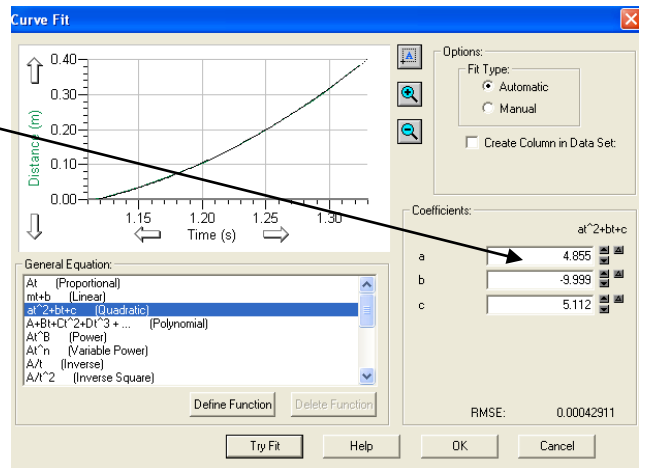 Curve Fit
0.40
0.30
0.20
0.10
0.00
Distance (m)
1.15 1.20 1.25 1.30
Time (s)
Options:
Fit Type:
Automatic
Manual
Create Column in Data Set:
General Equation:
At (Proportional)
mt+b (Linear)
at^2+bt+c (Quadratic)
A+Bt+Ct^2+Dt^3 + ... (Polynomial)
At^B (Power)
At^n (Variable Power)
A/t (Inverse)
A/t^2 (Inverse Square)
Define Function Delete Function
Coefficients:
at^2+bt+c
a 4.855
b -9.999
c 5.112
RMSE: 0.00042911
Try Fit Help OK Cancel